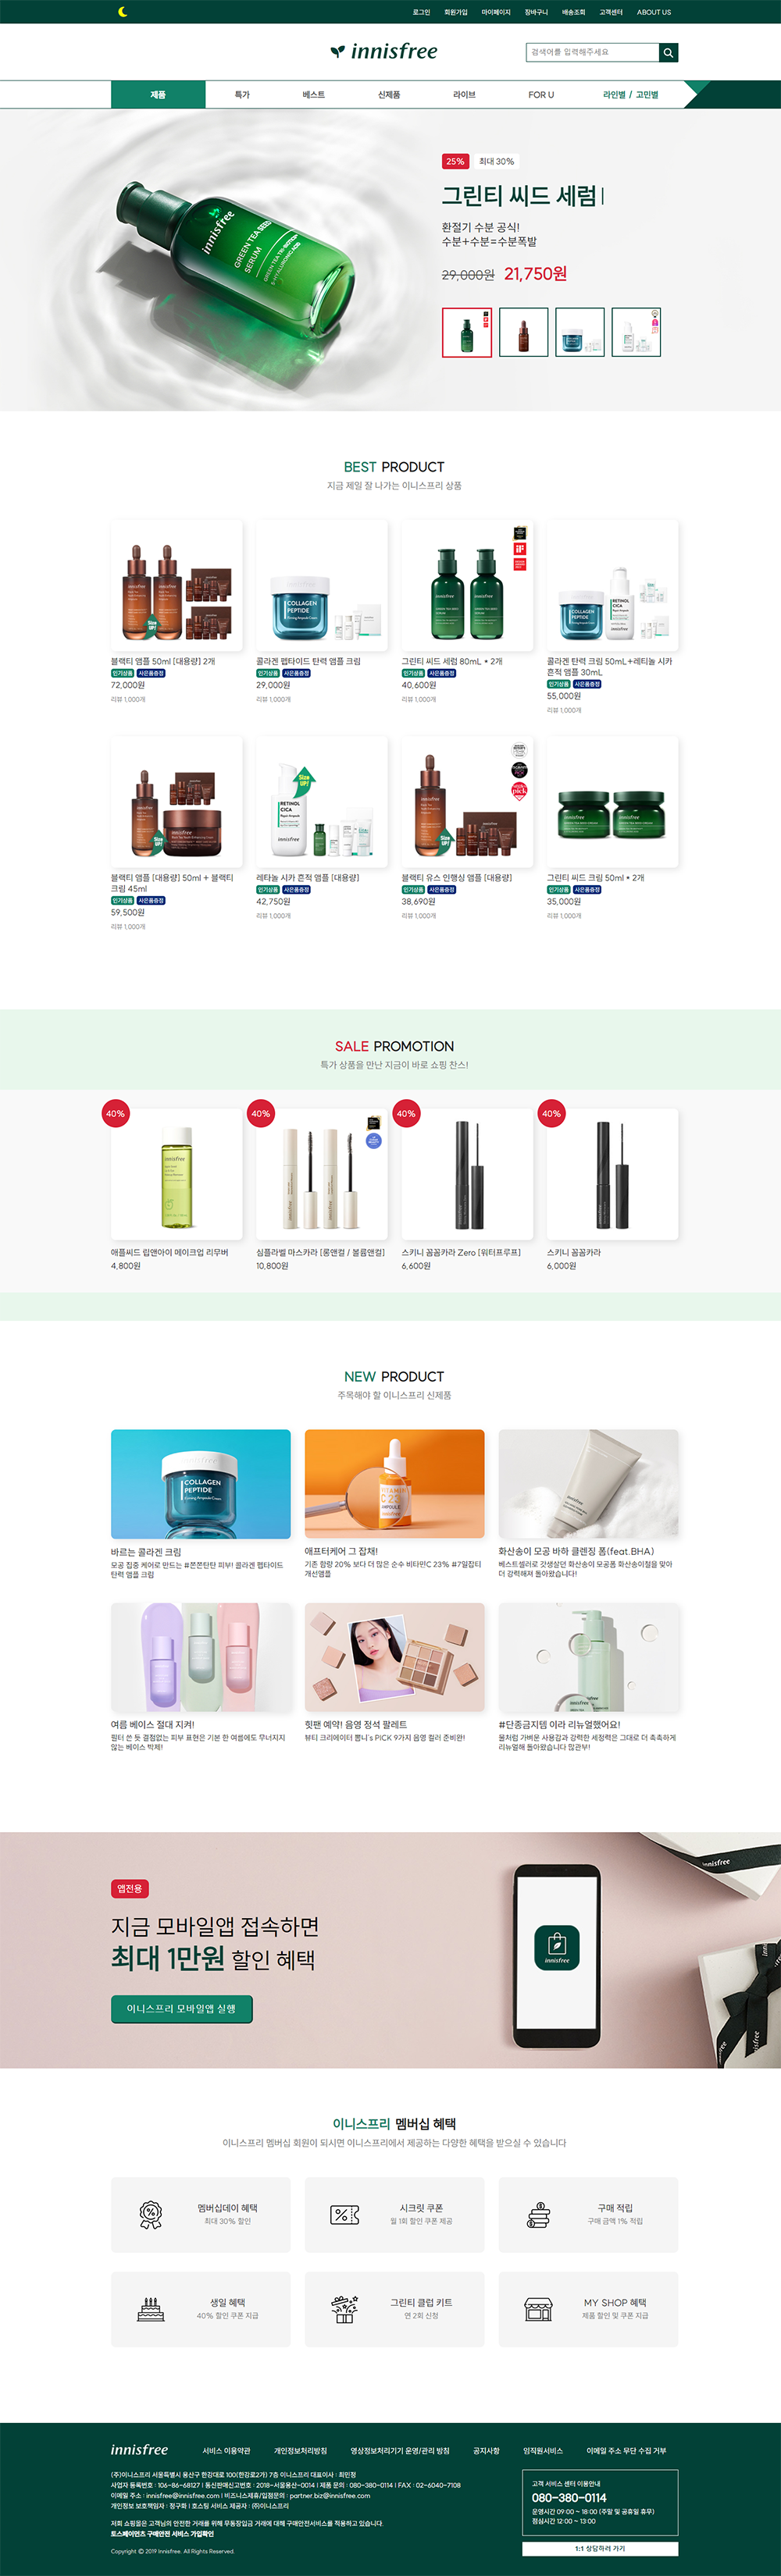 로그인 회원가입 마이페이지 장바구니 배송조회 고객센터 ABOUT US
innisfree
검색어를 입력해주세요
제품 특가 베스트 신제품 라이브 FOR U 라인별 / 고민별
25% 최대 30%
그린티 씨드 세럼
환절기 수분 공식!
수분+수분=수분폭발
29,000원 21,750원
innisfree
GREEN TEA SEED
SERUM
BEST PRODUCT
지금 제일 잘 나가는 이니스프리 상품
블랙티 앰플 50ml [대용량] 2개
인기상품 사은품증정
72,000원
리뷰 1,000개
콜라겐 펩타이드 탄력 앰플 크림
인기상품 사은품증정
29,000원
리뷰 1,000개
그린티 씨드 세럼 80mL * 2개
인기상품 사은품증정
40,600원
리뷰 1,000개
콜라겐 탄력 크림 50mL+레티놀 시카
흔적 앰플 30mL
인기상품 사은품증정
55,000원
리뷰 1,000개
블랙티 앰플 [대용량] 50ml + 블랙티
크림 45ml
인기상품 사은품증정
59,500원
리뷰 1,000개
레타놀 시카 흔적 앰플 [대용량]
인기상품 사은품증정
42,750원
리뷰 1,000개
블랙티 유스 인핸싱 앰플 [대용량]
인기상품 사은품증정
38,690원
리뷰 1,000개
그린티 씨드 크림 50ml * 2개
인기상품 사은품증정
35,000원
리뷰 1,000개
SALE PROMOTION
특가 상품을 만난 지금이 바로 쇼핑 찬스!
40% 40% 40% 40%
애플씨드 립앤아이 메이크업 리무버
4,800원
심플라벨 마스카라 [롱앤컬 / 볼륨앤컬]
10,800원
스키니 꼼꼼카라 Zero [워터프루프]
6,600원
스키니 꼼꼼카라
6,000원
NEW PRODUCT
주목해야 할 이니스프리 신제품
COLLAGEN
PEPTIDE
바르는 콜라겐 크림
모공 집중 케어로 만드는 #쫀쫀탄탄 피부! 콜라겐 펩타이드
탄력 앰플 크림
애프터케어 그 잡채!
기존 함량 20% 보다 더 많은 순수 비타민C 23% #7일잡티
개선앰플
화산송이 모공 바하 클렌징 폼(feat.BHA)
베스트셀러로 갓생살던 화산송이 모공폼 화산송이철을 맞아
더 강력해져 돌아왔습니다!
여름 베이스 절대 지켜!
필터 쓴 듯 결점없는 피부 표현은 기본 한 여름에도 무너지지
않는 베이스 박제!
힛팬 예약! 음영 정석 팔레트
뷰티 크리에이터 뽐니's PICK 9가지 음영 컬러 준비완!
#단종금지템 이라 리뉴얼했어요!
물처럼 가벼운 사용감과 강력한 세정력은 그대로 더 촉촉하게
리뉴얼해 돌아왔습니다 많관부!
앱전용
지금 모바일앱 접속하면
최대 1만원 할인 혜택
이니스프리 모바일앱 실행
innisfree
이니스프리 멤버십 혜택
이니스프리 멤버십 회원이 되시면 이니스프리에서 제공하는 다양한 혜택을 받으실 수 있습니다
멤버십데이 혜택
최대 30% 할인
시크릿 쿠폰
월 1회 할인 쿠폰 제공
구매 적립
구매 금액 1% 적립
생일 혜택
40% 할인 쿠폰 지급
그린티 클럽 키트
연 2회 신청
MY SHOP 혜택
제품 할인 및 쿠폰 지급
innisfree 서비스 이용약관 개인정보처리방침 영상정보처리기기 운영/관리 방침 공지사항 임직원서비스 이메일 주소 무단 수집 거부
(주)이니스프리 서울특별시 용산구 한강대로 100(한강로2가) 7층 이니스프리 대표이사 : 최민정
사업자 등록번호 : 106-86-68127 | 통신판매신고번호 : 2018-서울용산-0014 | 제품 문의 : 080-380-0114 | FAX : 02-6040-7108
이메일 주소 : innisfree@innisfree.com | 비즈니스제휴/입점문의 : partner.biz@innisfree.com
개인정보 보호책임자 : 정구화 | 호스팅 서비스 제공자 : (주)이니스프리
저희 쇼핑몰은 고객님의 안전한 거래를 위해 무통장입금 거래에 대해 구매안전서비스를 적용하고 있습니다.
토스페이먼츠 구매안전 서비스 가입확인
Copyright ⓒ 2019 Innisfree. All Rights Reserved.
고객 서비스 센터 이용안내
080-380-0114
운영시간 09:00 ~ 18:00 (주말 및 공휴일 휴무)
점심시간 12:00 ~ 13:00
1:1 상담하러 가기